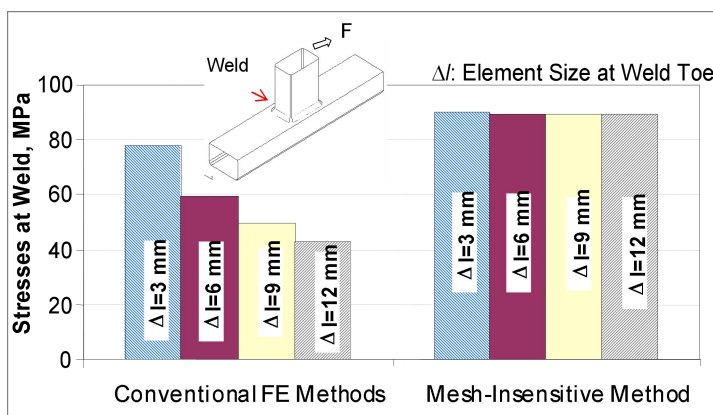 F
Weld
Δl: Element Size at Weld Toe
Stresses at Weld, MPa
100
80
60
40
20
0
Δ l=3 mm
Δ l=6 mm
Δ l=9 mm
Δ l=12 mm
Δ l=3 mm
Δ l=6 mm
Δ l=9 mm
Δ l=12 mm
Conventional FE Methods
Mesh-Insensitive Method